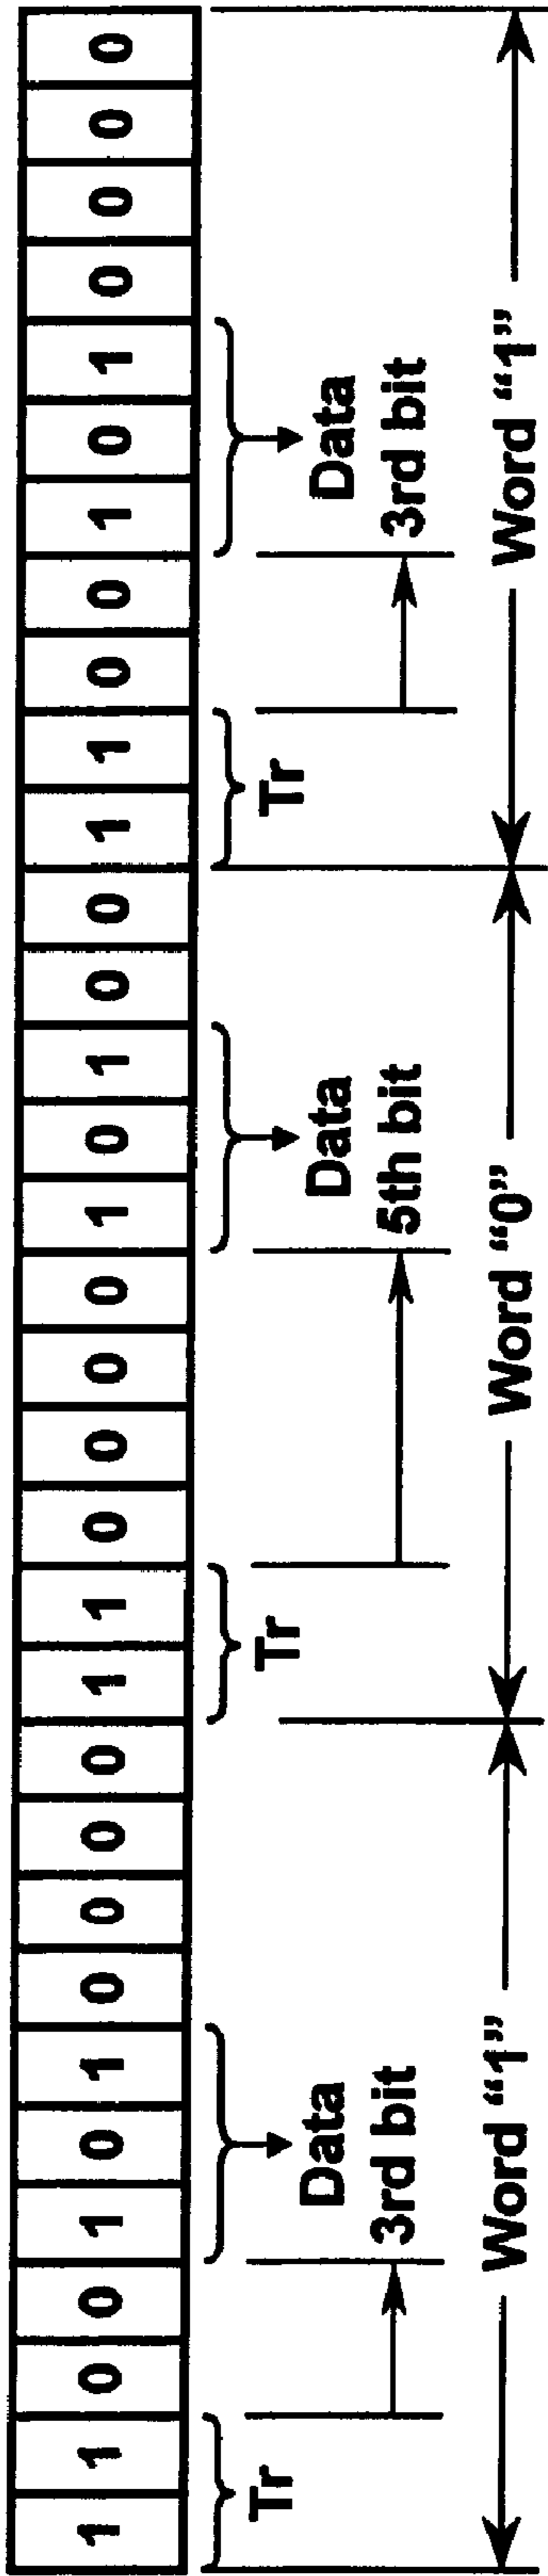 1 1 0 0 1 0 1 0 0 0 0 1 1 0 0 0 0 1 0 1 0 0 1 1 0 0 1 0 1 0 0 0 0
Tr Data Tr Data Tr Data
3rd bit 5th bit 3rd bit
Word “1” Word “0” Word “1”